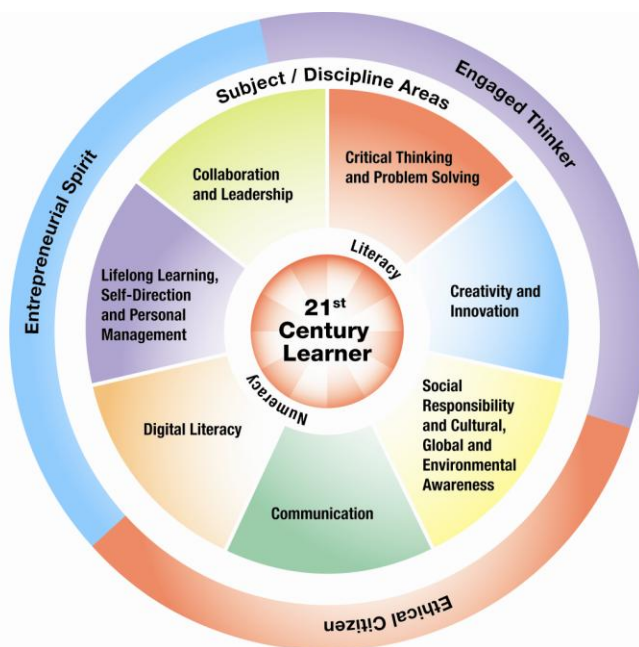 Entrepreneurial Spirit
Engaged Thinker
Ethical Citizen
Subject / Discipline Areas
Collaboration
and Leadership
Critical Thinking
and Problem Solving
Lifelong Learning,
Self-Direction
and Personal
Management
Creativity and
Innovation
Literacy
21st
Century
Learner
Numeracy
Digital Literacy
Communication
Social
Responsibility
and Cultural,
Global and
Environmental
Awareness